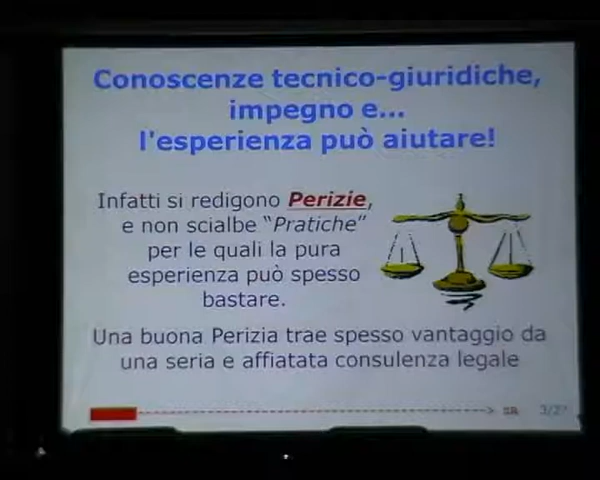 Conoscenze tecnico-giuridiche,
impegno e...
l'esperienza può aiutare!
Infatti si redigono Perizie,
e non scialbe “Pratiche”
per le quali la pura
esperienza può spesso
bastare.
Una buona Perizia trae spesso vantaggio da
una seria e affiatata consulenza legale
SR